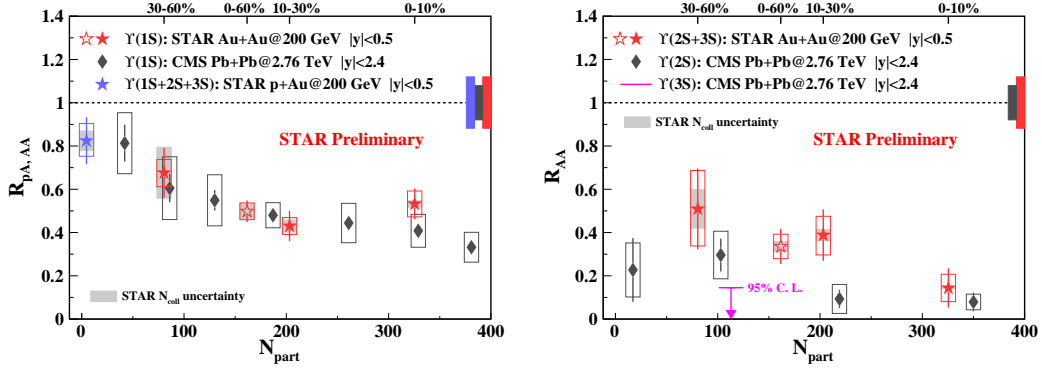 30-60% 0-60% 10-30% 0-10%
1.4
1.2
1
0.8
0.6
0.4
0.2
0
R_pA, AA
ϒ(1S): STAR Au+Au@200 GeV |y|<0.5
ϒ(1S): CMS Pb+Pb@2.76 TeV |y|<2.4
ϒ(1S+2S+3S): STAR p+Au@200 GeV |y|<0.5
STAR Preliminary
STAR N_coll uncertainty
0 100 200 300 400
N_part
30-60% 0-60% 10-30% 0-10%
1.4
1.2
1
0.8
0.6
0.4
0.2
0
R_AA
ϒ(2S+3S): STAR Au+Au@200 GeV |y|<0.5
ϒ(2S): CMS Pb+Pb@2.76 TeV |y|<2.4
ϒ(3S): CMS Pb+Pb@2.76 TeV |y|<2.4
STAR N_coll uncertainty
STAR Preliminary
95% C. L.
0 100 200 300 400
N_part